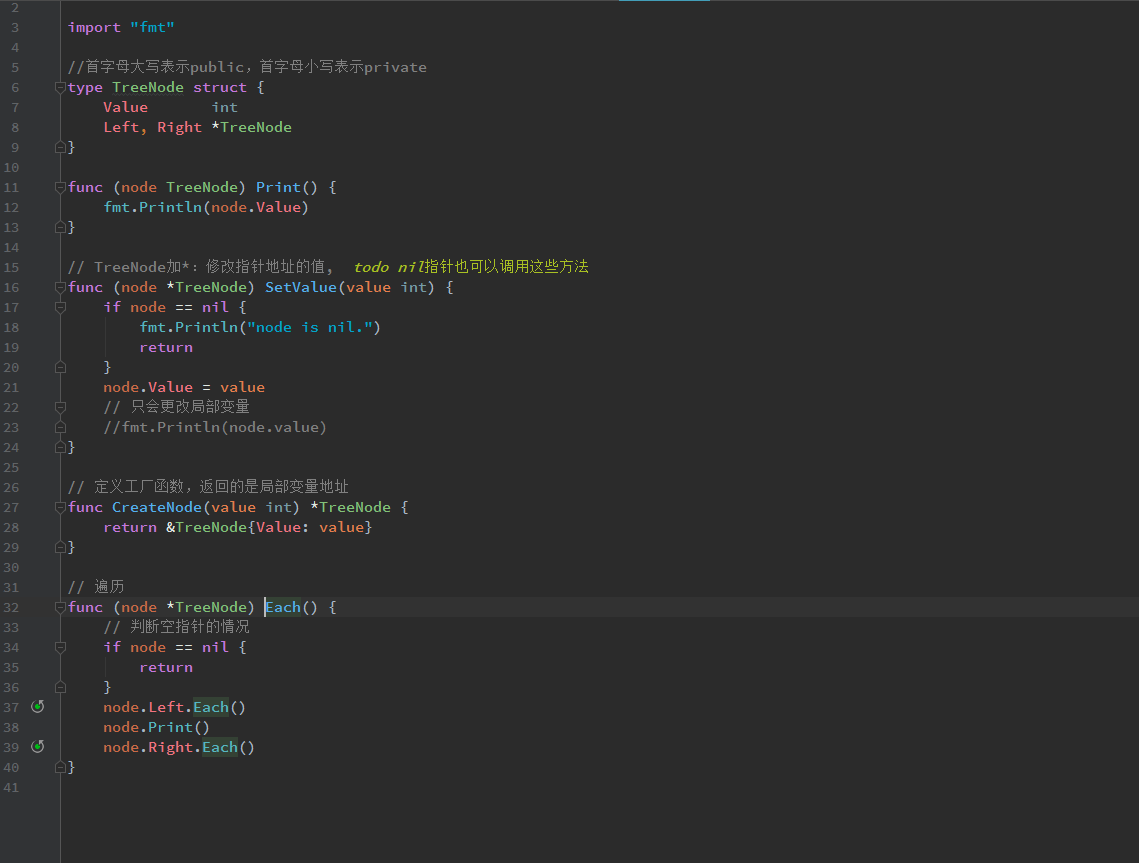 2
3 import "fmt"
4
5 //首字母大写表示public，首字母小写表示private
6 type TreeNode struct {
7     Value       int
8     Left, Right *TreeNode
9 }
10
11 func (node TreeNode) Print() {
12     fmt.Println(node.Value)
13 }
14
15 // TreeNode加*：修改指针地址的值,  todo nil指针也可以调用这些方法
16 func (node *TreeNode) SetValue(value int) {
17     if node == nil {
18         fmt.Println("node is nil.")
19         return
20     }
21     node.Value = value
22     // 只会更改局部变量
23     //fmt.Println(node.value)
24 }
25
26 // 定义工厂函数，返回的是局部变量地址
27 func CreateNode(value int) *TreeNode {
28     return &TreeNode{Value: value}
29 }
30
31 // 遍历
32 func (node *TreeNode) Each() {
33     // 判断空指针的情况
34     if node == nil {
35         return
36     }
37     node.Left.Each()
38     node.Print()
39     node.Right.Each()
40 }
41